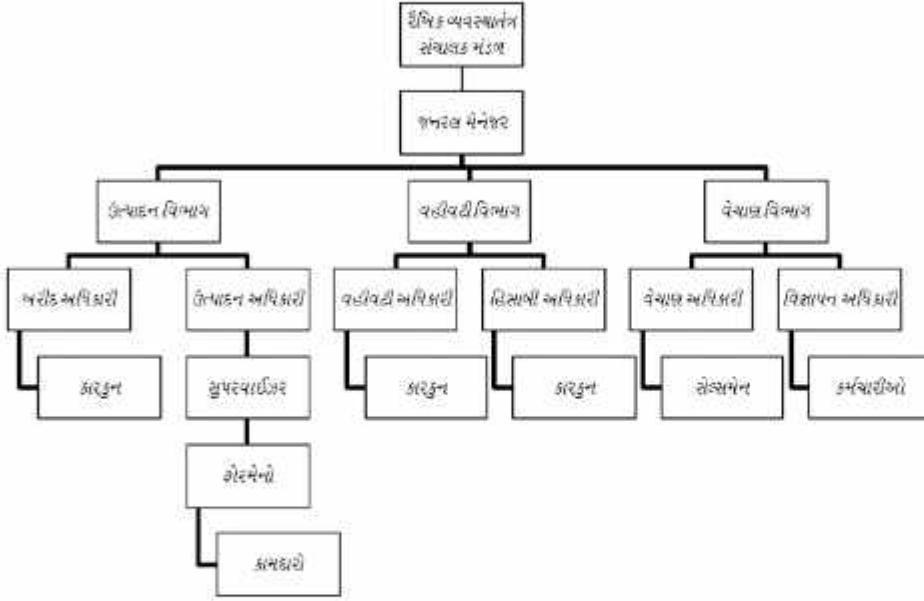 રૈખિક વ્યવસ્થાતંત્ર
સંચાલક મંડળ
જનરલ મેનેજર
ઉત્પાદન વિભાગ
વહીવટી વિભાગ
વેચાણ વિભાગ
ખરીદ અધિકારી
ઉત્પાદન અધિકારી
વહીવટી અધિકારી
હિસાબી અધિકારી
વેચાણ અધિકારી
વિજ્ઞાપન અધિકારી
કારકુન
સુપરવાઈઝર
કારકુન
કારકુન
સેલ્સમેન
કર્મચારીઓ
ફોરમેનો
કામદારો